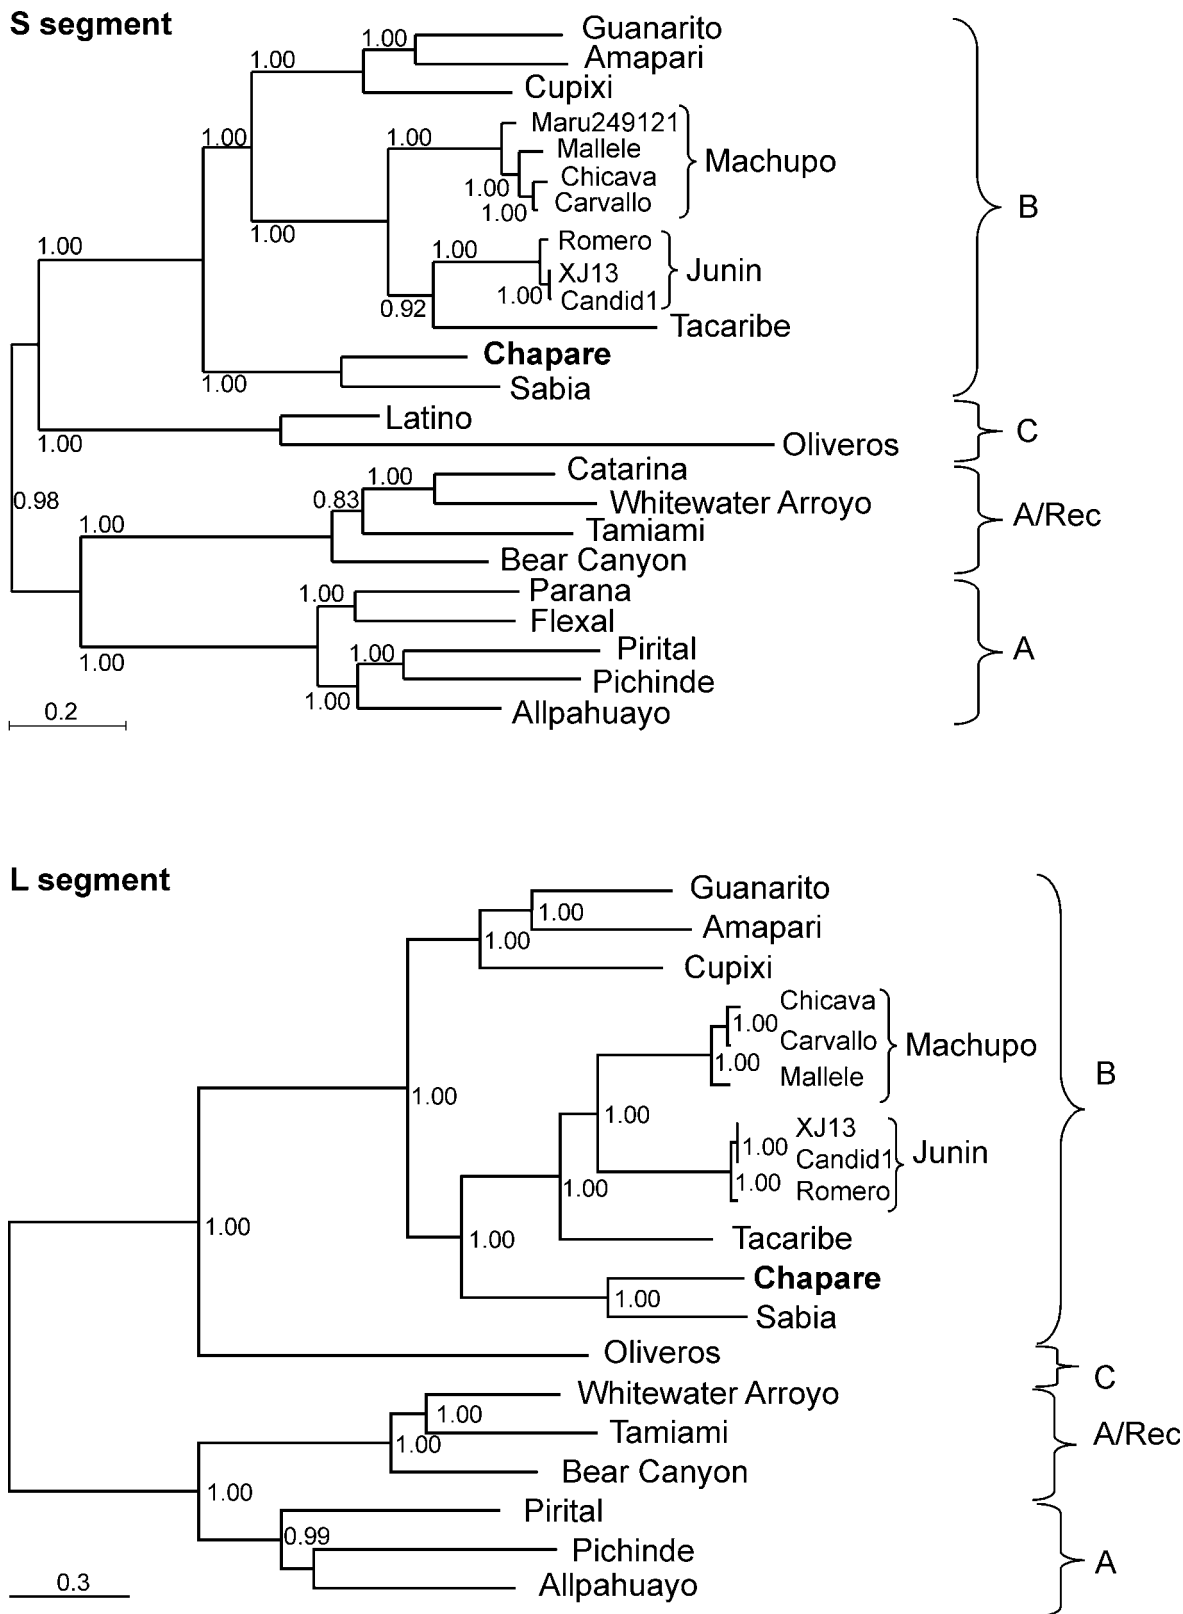 S segment
Guanarito
1.00
Amapari
1.00
Cupixi
Maru249121
1.00
1.00
Mallele
Machupo
Chicava
1.00
Carvallo
1.00
B
1.00
Romero
1.00
1.00
XJ13
Junin
1.00
Candid1
0.92
Tacaribe
Chapare
1.00
Sabia
Latino
C
1.00
Oliveros
Catarina
1.00
0.83
Whitewater Arroyo
0.98
A/Rec
1.00
Tamiami
Bear Canyon
Parana
1.00
Flexal
Pirital
1.00
A
1.00
Pichinde
1.00
Allpahuayo
0.2
L segment
Guanarito
1.00
Amapari
1.00
Cupixi
Chicava
1.00
Carvallo
Machupo
1.00
B
Mallele
1.00
1.00
XJ13
1.00
Junin
Candid1
1.00
Romero
1.00
1.00
Tacaribe
1.00
Chapare
1.00
Sabia
Oliveros
C
Whitewater Arroyo
1.00
Tamiami
A/Rec
1.00
Bear Canyon
1.00
Pirital
0.99
Pichinde
A
Allpahuayo
0.3